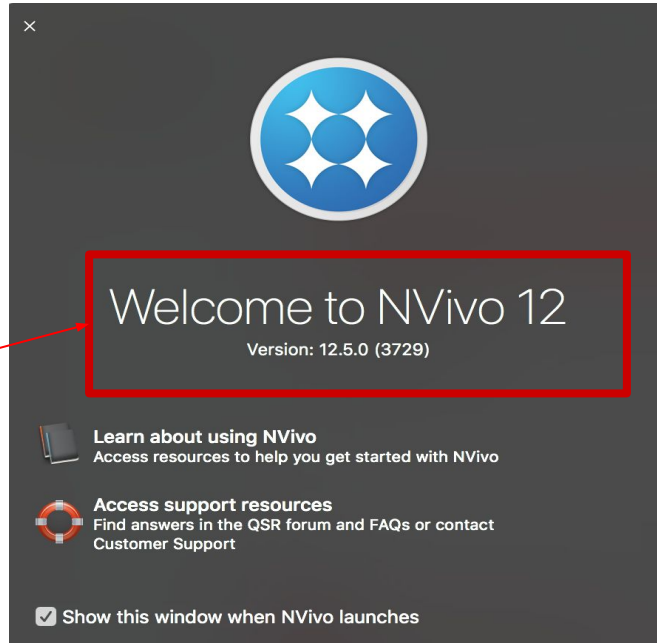 Welcome to NVivo 12
Version: 12.5.0 (3729)
Learn about using NVivo
Access resources to help you get started with NVivo
Access support resources
Find answers in the QSR forum and FAQs or contact
Customer Support
Show this window when NVivo launches